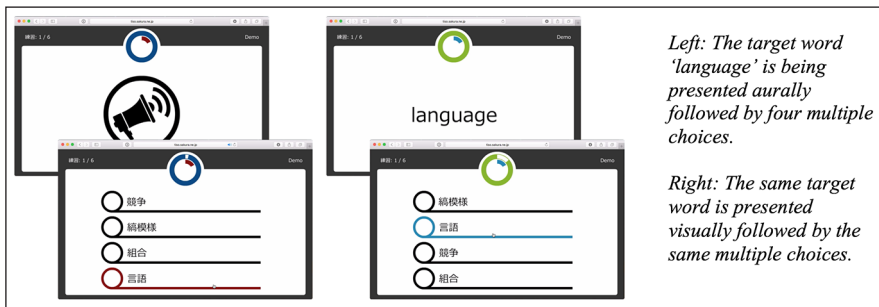 練習: 1 / 6
Demo
練習: 1 / 6
Demo
競争
縞模様
組合
言語
練習: 1 / 6
Demo
language
練習: 1 / 6
Demo
縞模様
言語
競争
組合
Left: The target word
‘language’ is being
presented aurally
followed by four multiple
choices.
Right: The same target
word is presented
visually followed by the
same multiple choices.